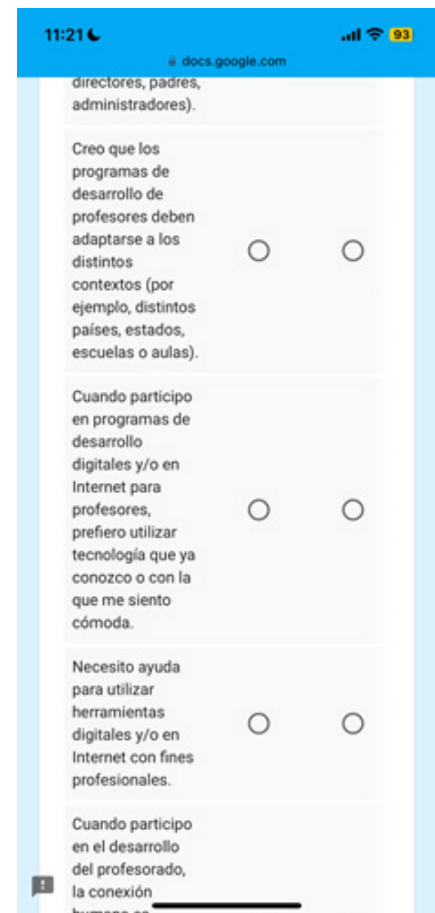 11:21
93
docs.google.com
directores, padres,
administradores).
Creo que los
programas de
desarrollo de
profesores deben
adaptarse a los
distintos
contextos (por
ejemplo, distintos
países, estados,
escuelas o aulas).
Cuando participo
en programas de
desarrollo
digitales y/o en
Internet para
profesores,
prefiero utilizar
tecnología que ya
conozco o con la
que me siento
cómoda.
Necesito ayuda
para utilizar
herramientas
digitales y/o en
Internet con fines
profesionales.
Cuando participo
en el desarrollo
del profesorado,
la conexión